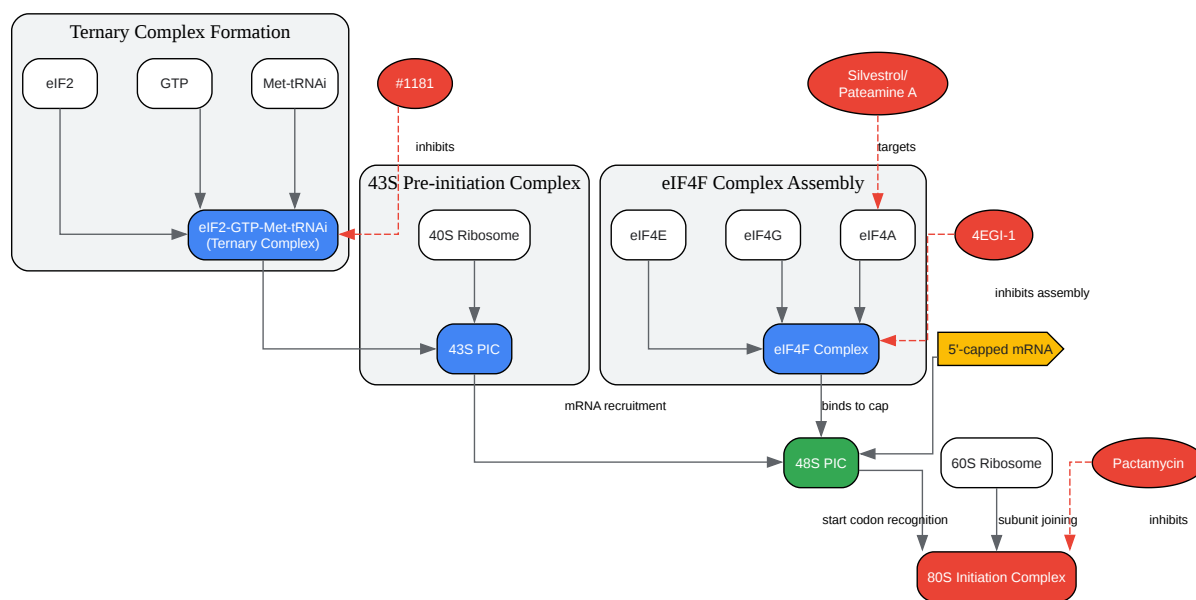 Ternary Complex Formation
eIF2
GTP
Met-tRNAi
#1181
Silvestrol/
Pateamine A
inhibits
targets
43S Pre-initiation Complex
eIF4F Complex Assembly
eIF2-GTP-Met-tRNAi
(Ternary Complex)
40S Ribosome
eIF4E
eIF4G
eIF4A
4EGI-1
inhibits assembly
43S PIC
eIF4F Complex
5'-capped mRNA
mRNA recruitment
binds to cap
48S PIC
60S Ribosome
Pactamycin
start codon recognition
subunit joining
inhibits
80S Initiation Complex